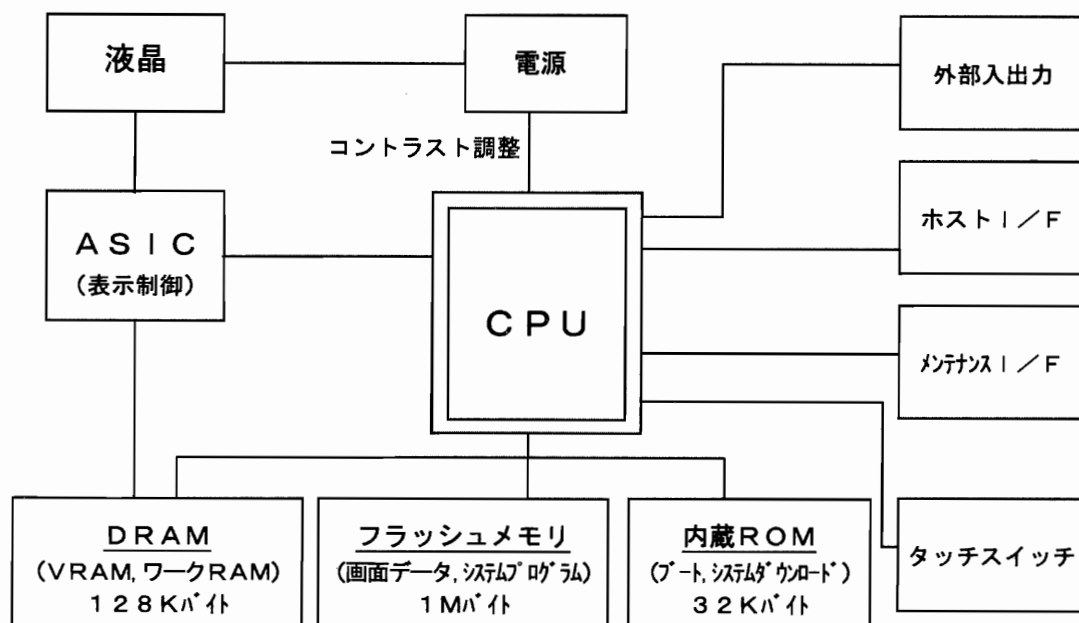 液晶
電源
外部入出力
コントラスト調整
ASIC
(表示制御)
CPU
ホストI/F
メンテナンスI/F
DRAM
(VRAM,ワークRAM)
128Kバイト
フラッシュメモリ
(画面データ,システムプログラム)
1Mバイト
内蔵ROM
(ブート,システムダウンロード)
32Kバイト
タッチスイッチ